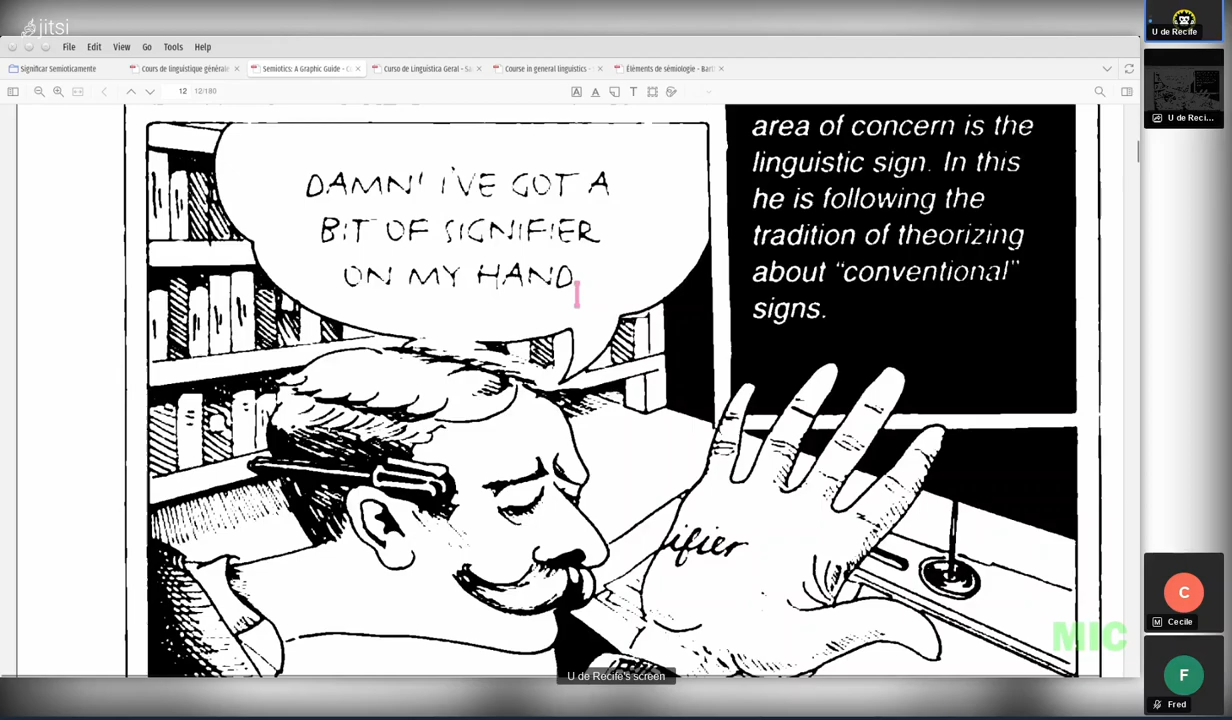 jitsi
File Edit View Go Tools Help
Significar Semioticamente
Cours de linguistique générale
Semiotics: A Graphic Guide - C
Curso de Linguística Geral - Sau
Course in general linguistics -
Éléments de sémiologie - Bart
12 12/180
DAMN! I'VE GOT A
BIT OF SIGNIFIER
ON MY HAND
area of concern is the
linguistic sign. In this
he is following the
tradition of theorizing
about “conventional”
signs.
ifier
MIC
U de Recife's screen
U de Recife
U de Reci...
C
Cecile
F
Fred